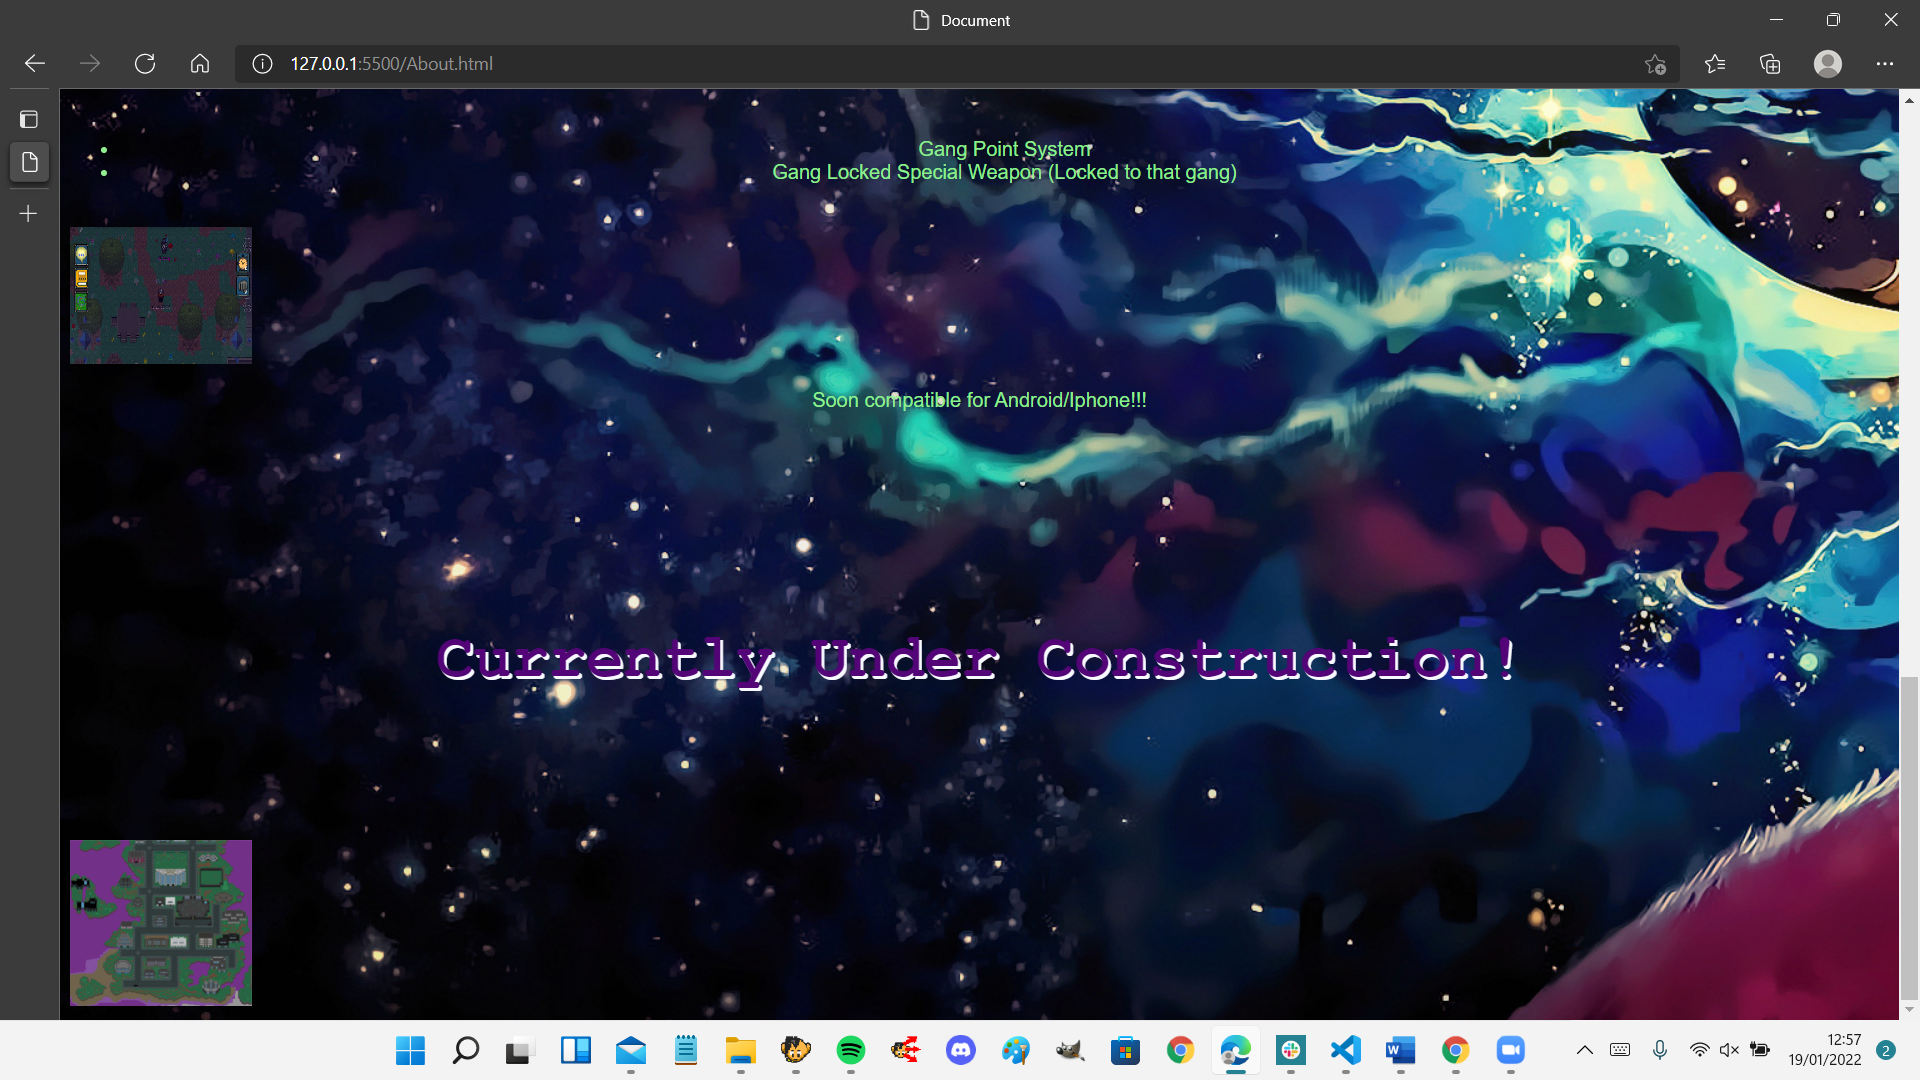 Document
127.0.0.1:5500/About.html
Gang Point System
Gang Locked Special Weapon (Locked to that gang)
Soon compatible for Android/Iphone!!!
Currently Under Construction!
12:57
19/01/2022
2